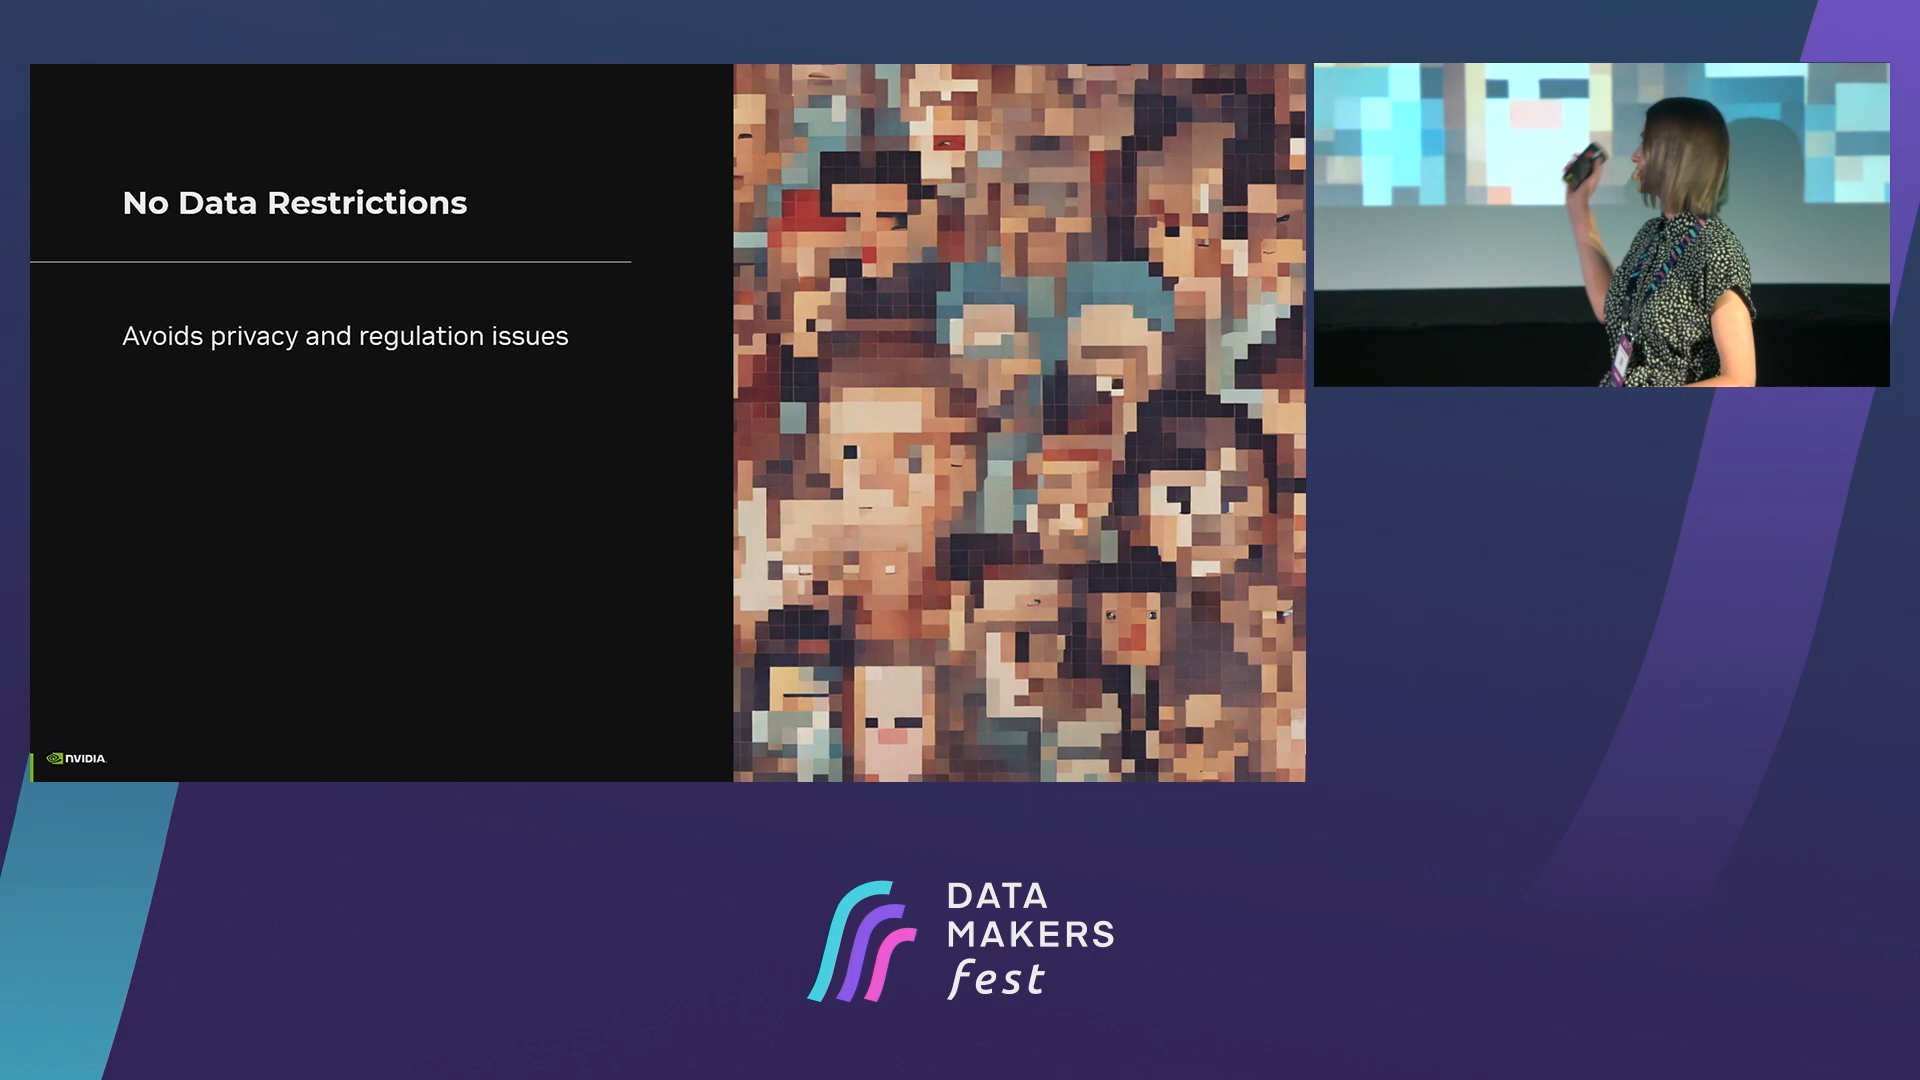 No Data Restrictions
Avoids privacy and regulation issues
NVIDIA.
DATA
MAKERS
fest